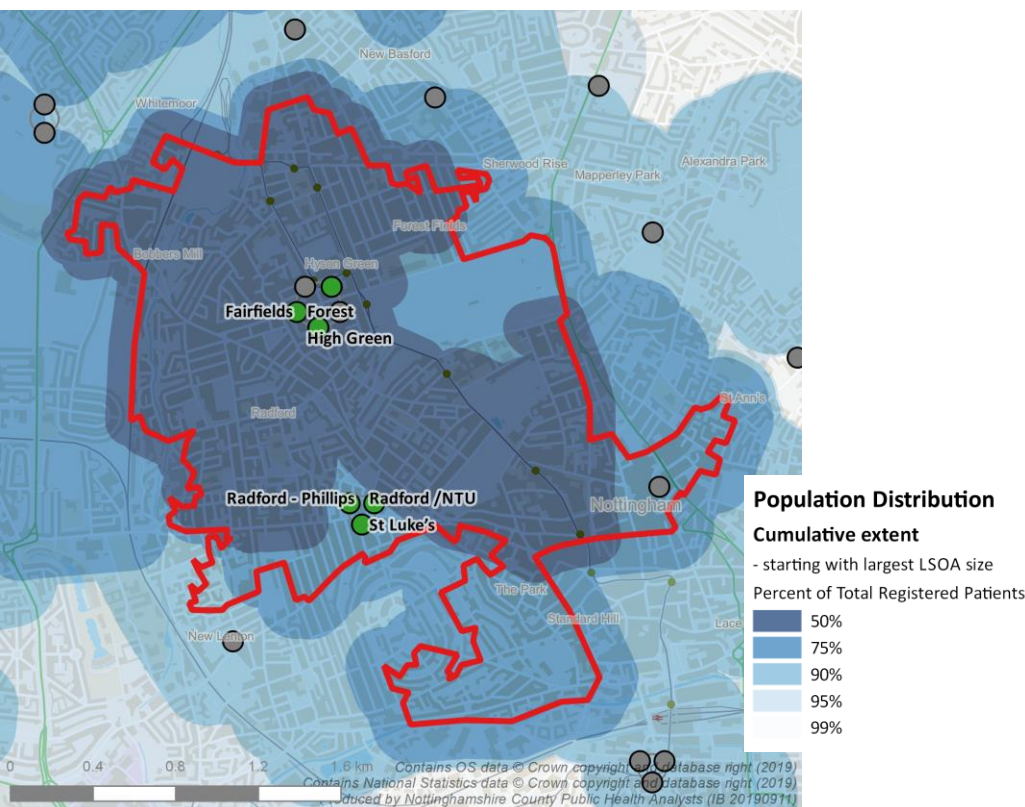 New Basford
Whitemoor
Sherwood Rise
Alexandra Park
Mapperley Park
Forest Fields
Bobbers Mill
Hyson Green
Fairfields Forest
High Green
St Ann's
Radford
Radford - Phillips Radford /NTU
Nottingham
St Luke's
The Park
Standard Hill
Lace
New Lenton
Population Distribution
Cumulative extent
- starting with largest LSOA size
Percent of Total Registered Patients
50%
75%
90%
95%
99%
0 0.4 0.8 1.2 1.6 km
Contains OS data © Crown copyright and database right (2019)
Contains National Statistics data © Crown copyright and database right (2019)
Produced by Nottinghamshire County Public Health Analysts (IB 20190911)